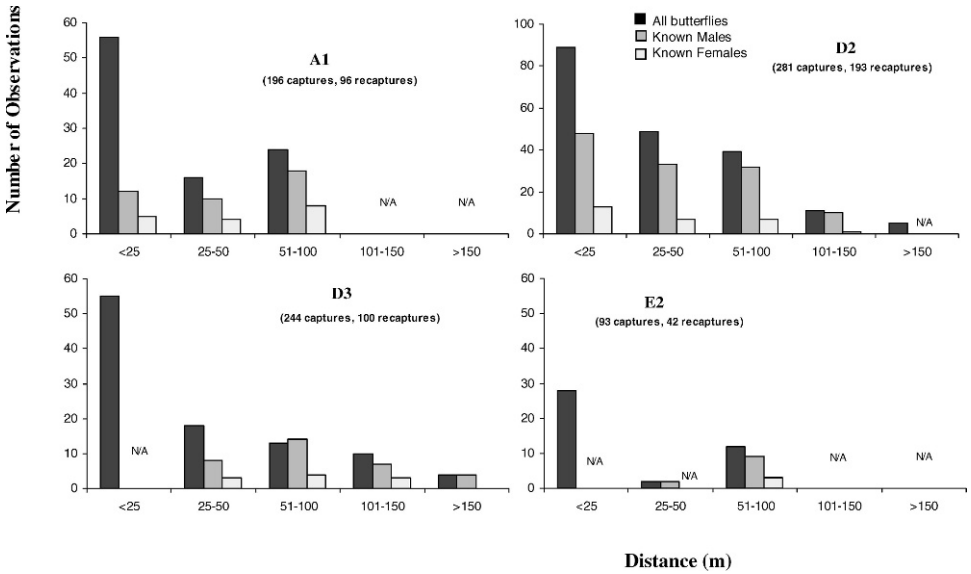 Number of Observations
60
50
40
30
20
10
0
A1
(196 captures, 96 recaptures)
N/A
N/A
<25
25-50
51-100
101-150
>150
All butterflies
Known Males
Known Females
100
80
60
40
20
0
D2
(281 captures, 193 recaptures)
N/A
<25
25-50
51-100
101-150
>150
60
50
40
30
20
10
0
D3
(244 captures, 100 recaptures)
N/A
<25
25-50
51-100
101-150
>150
60
50
40
30
20
10
0
E2
(93 captures, 42 recaptures)
N/A
N/A
N/A
N/A
<25
25-50
51-100
101-150
>150
Distance (m)